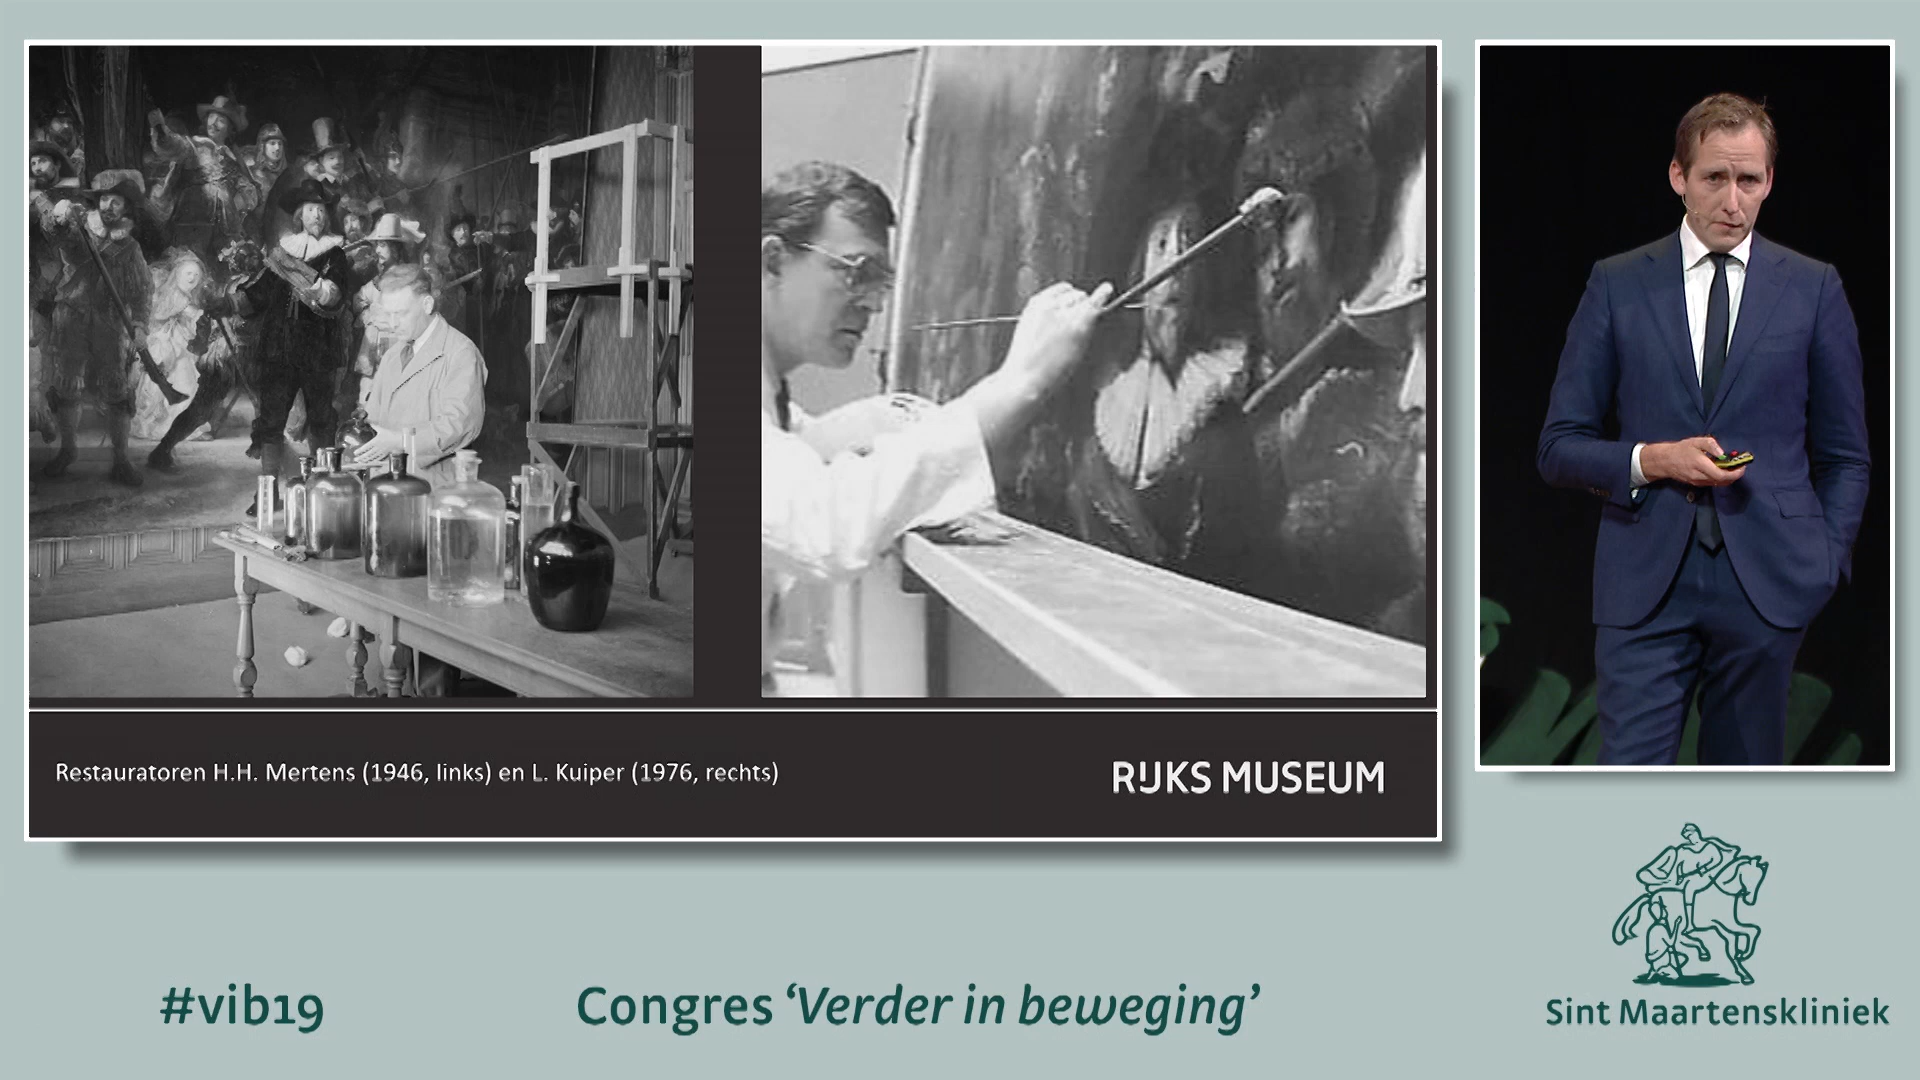 Restauratoren H.H. Mertens (1946, links) en L. Kuiper (1976, rechts)
RIJKS MUSEUM
#vib19
Congres ‘Verder in beweging’
Sint Maartenskliniek